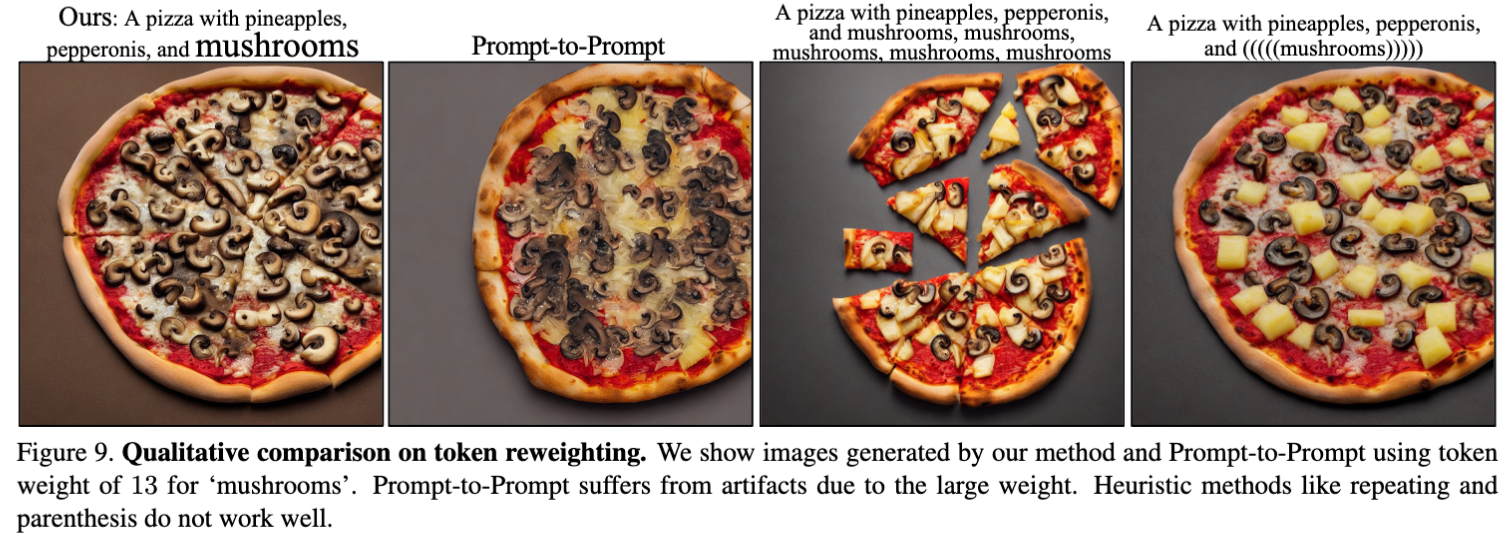 Ours: A pizza with pineapples,
pepperonis, and mushrooms
Prompt-to-Prompt
A pizza with pineapples, pepperonis,
and mushrooms, mushrooms,
mushrooms, mushrooms, mushrooms
A pizza with pineapples, pepperonis,
and (((((mushrooms)))))
Figure 9. Qualitative comparison on token reweighting. We show images generated by our method and Prompt-to-Prompt using token
weight of 13 for ‘mushrooms’. Prompt-to-Prompt suffers from artifacts due to the large weight. Heuristic methods like repeating and
parenthesis do not work well.